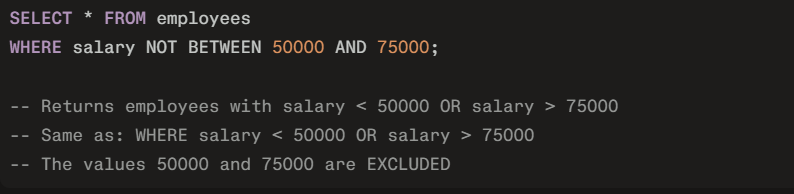 SELECT * FROM employees
WHERE salary NOT BETWEEN 50000 AND 75000;
-- Returns employees with salary < 50000 OR salary > 75000
-- Same as: WHERE salary < 50000 OR salary > 75000
-- The values 50000 and 75000 are EXCLUDED